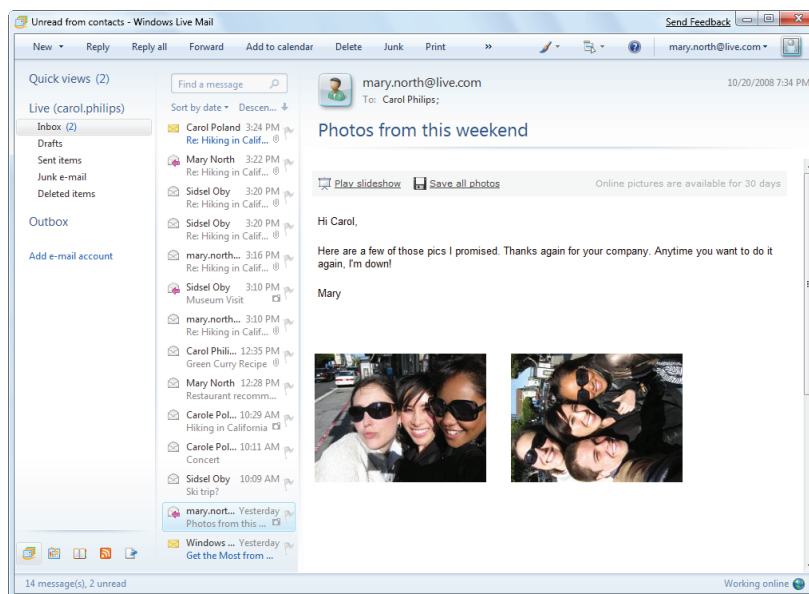 Unread from contacts - Windows Live Mail
Send Feedback
New Reply Reply all Forward Add to calendar Delete Junk Print » mary.north@live.com
Quick views (2)
Live (carol.philips)
Inbox (2)
Drafts
Sent items
Junk e-mail
Deleted items
Outbox
Add e-mail account
Find a message
Sort by date Descen...
Carol Poland 3:24 PM
Re: Hiking in Calif...
Mary North 3:22 PM
Re: Hiking in Calif...
Sidsel Oby 3:20 PM
Re: Hiking in Calif...
Sidsel Oby 3:20 PM
Re: Hiking in Calif...
mary.north... 3:16 PM
Re: Hiking in Calif...
Sidsel Oby 3:10 PM
Museum Visit
mary.north... 3:10 PM
Re: Hiking in Calif...
Carol Phili... 12:35 PM
Green Curry Recipe
Mary North 12:28 PM
Restaurant recomm...
Carole Pol... 10:29 AM
Hiking in California
Carole Pol... 10:11 AM
Concert
Sidsel Oby 10:09 AM
Ski trip?
mary.nort... Yesterday
Photos from this ...
Windows ... Yesterday
Get the Most from ...
mary.north@live.com 10/20/2008 7:34 PM
To: Carol Philips;
Photos from this weekend
Play slideshow Save all photos Online pictures are available for 30 days
Hi Carol,
Here are a few of those pics I promised. Thanks again for your company. Anytime you want to do it
again, I'm down!
Mary
14 message(s), 2 unread
Working online